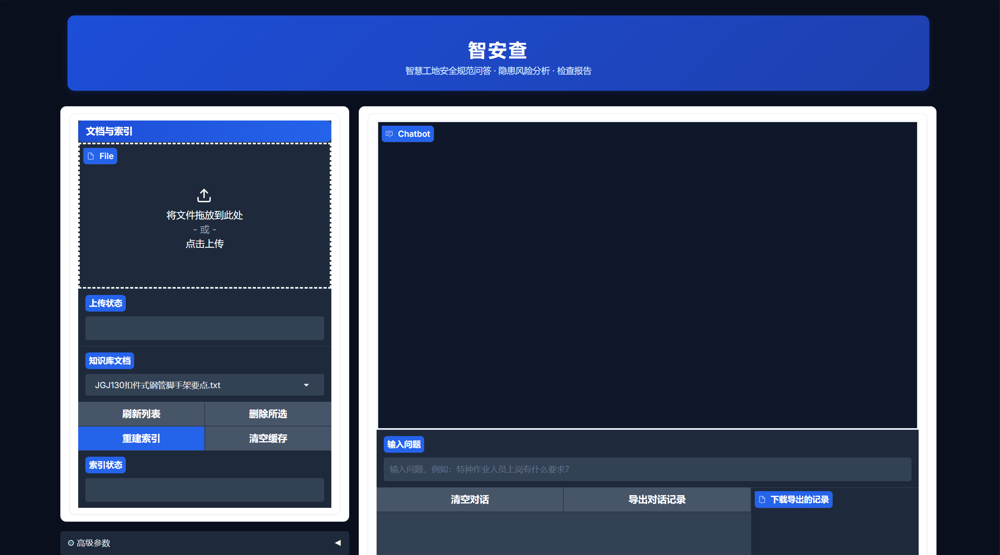 智安查
智慧工地安全规范问答 · 隐患风险分析 · 检查报告
文档与索引
File
将文件拖放到此处
- 或 -
点击上传
上传状态
知识库文档
JGJ130扣件式钢管脚手架要点.txt
刷新列表
删除所选
重建索引
清空缓存
索引状态
高级参数
Chatbot
输入问题
输入问题，例如：特种作业人员上岗有什么要求?
清空对话
导出对话记录
下载导出的记录